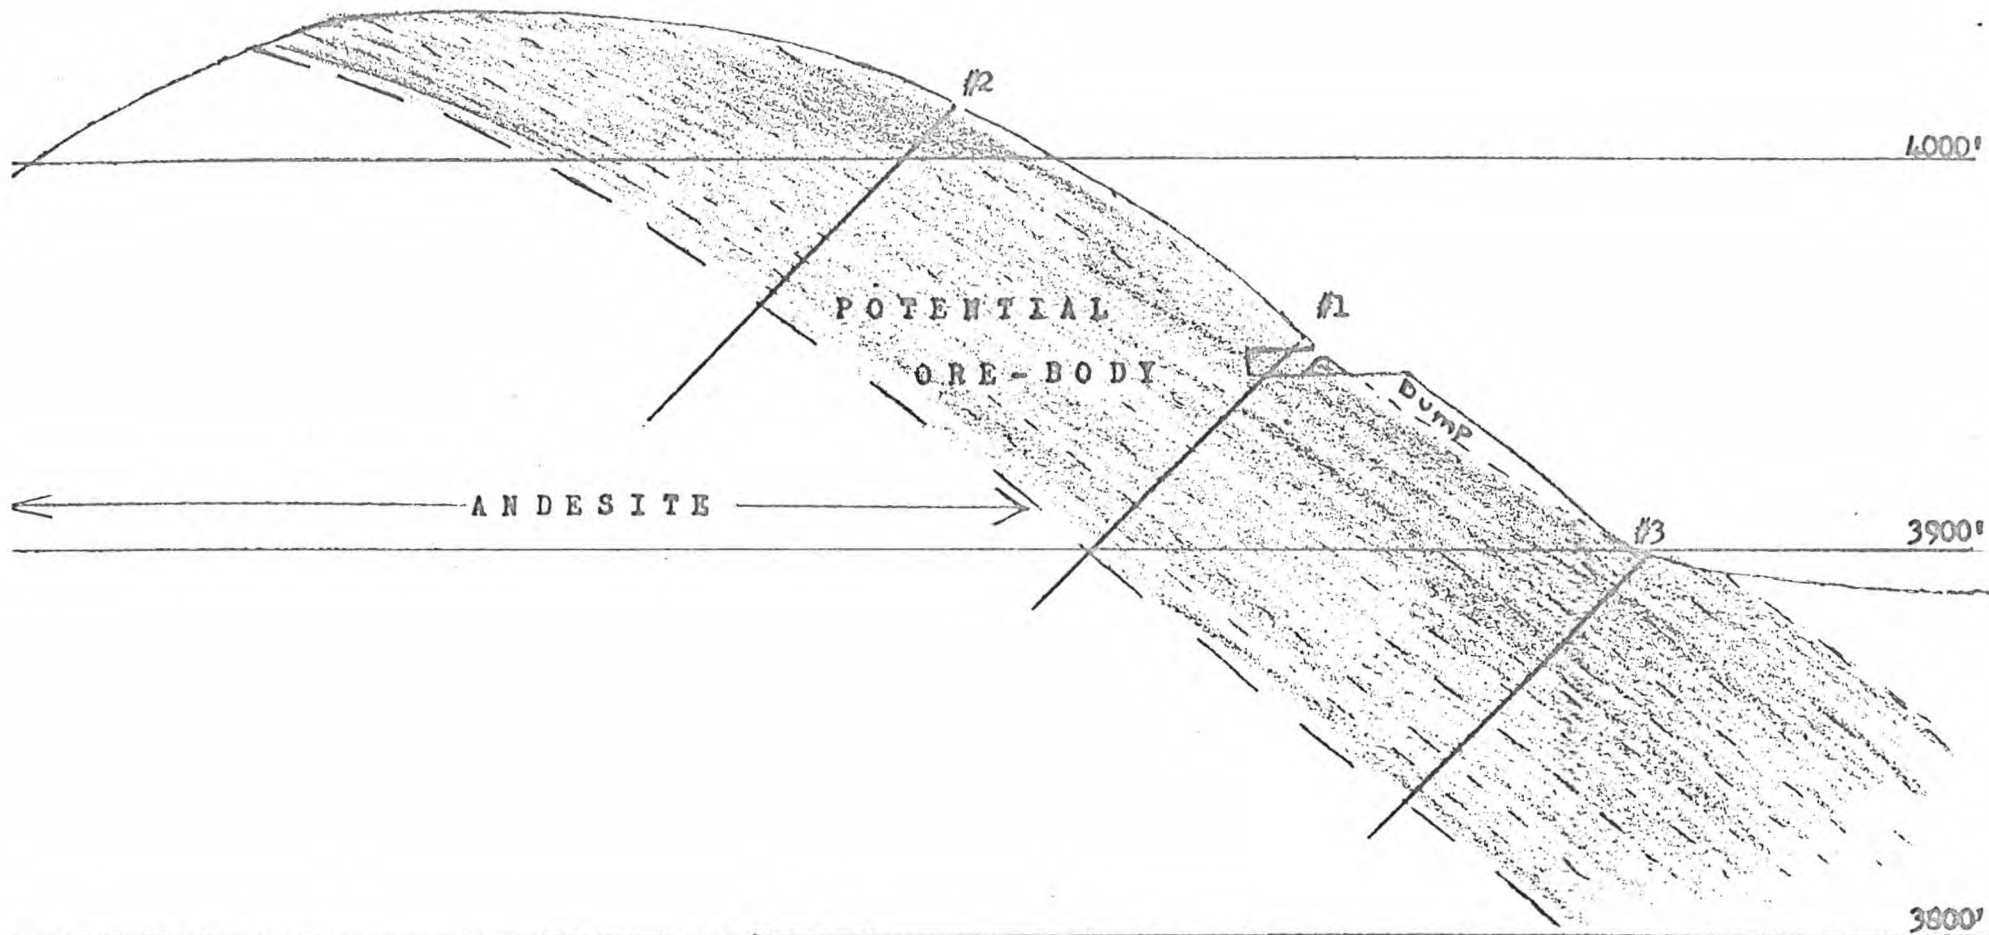 #2
4000'
#1
POTENTIAL
ORE-BODY
DUMP
ANDESITE
#3
3900'
3800'